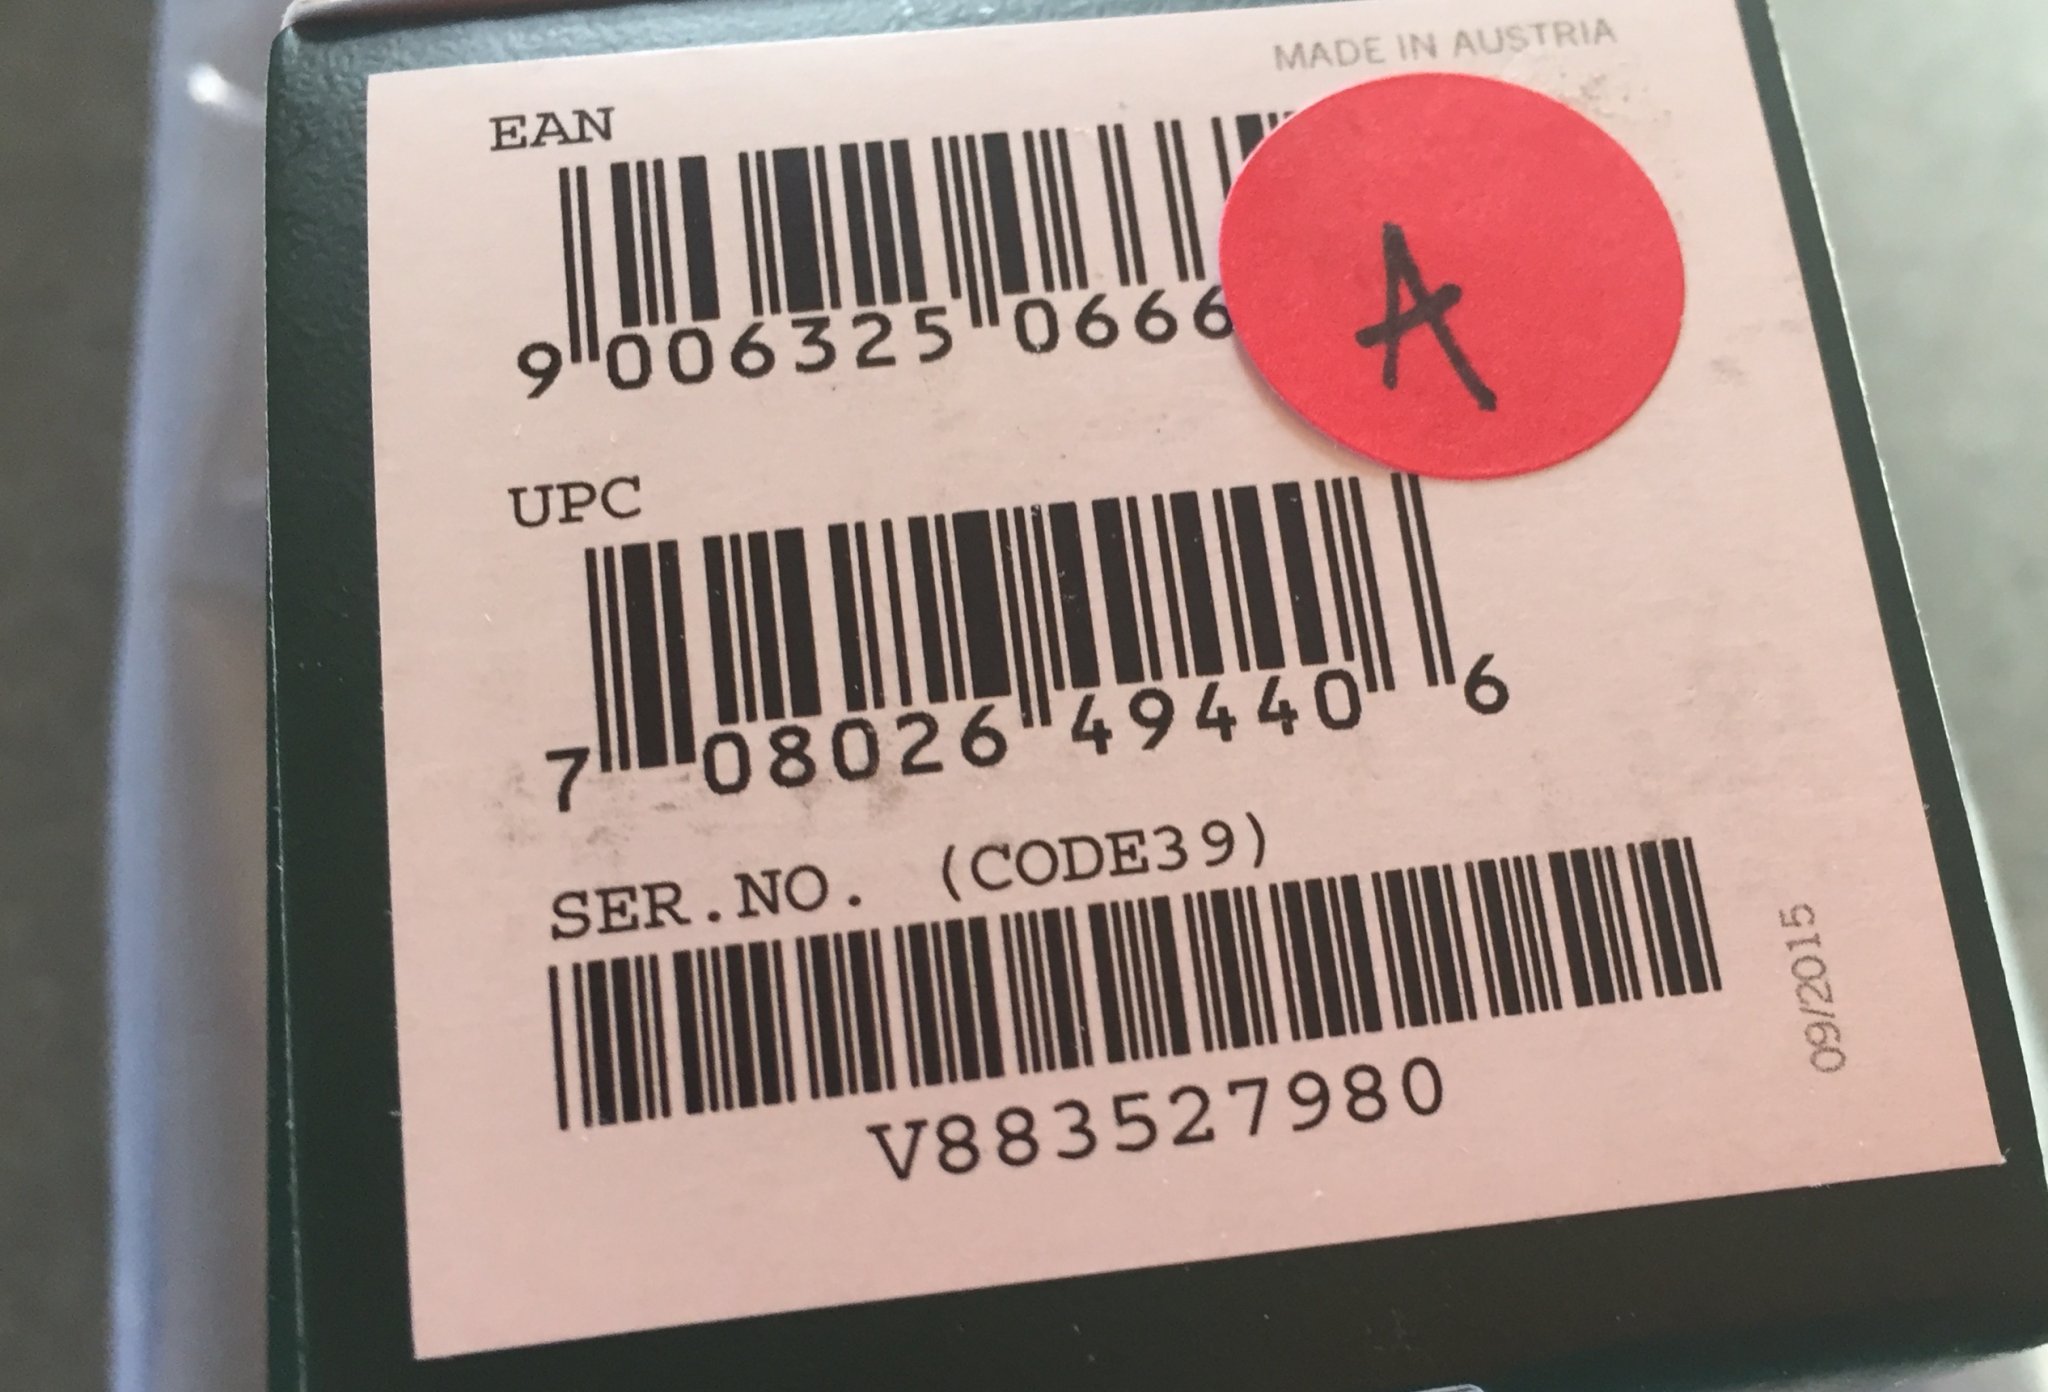 MADE IN AUSTRIA
EAN
9 006325 0666
A
UPC
7 08026 49440 6
SER.NO. (CODE39)
V883527980
09/2015